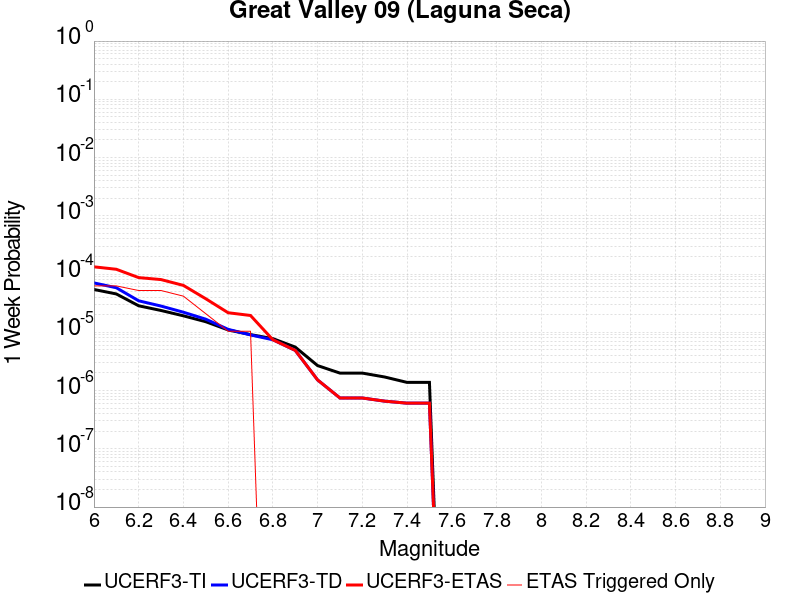 Great Valley 09 (Laguna Seca)
10^0
10^-1
10^-2
10^-3
10^-4
10^-5
10^-6
10^-7
10^-8
1 Week Probability
6 6.2 6.4 6.6 6.8 7 7.2 7.4 7.6 7.8 8 8.2 8.4 8.6 8.8 9
Magnitude
UCERF3-TI UCERF3-TD UCERF3-ETAS ETAS Triggered Only